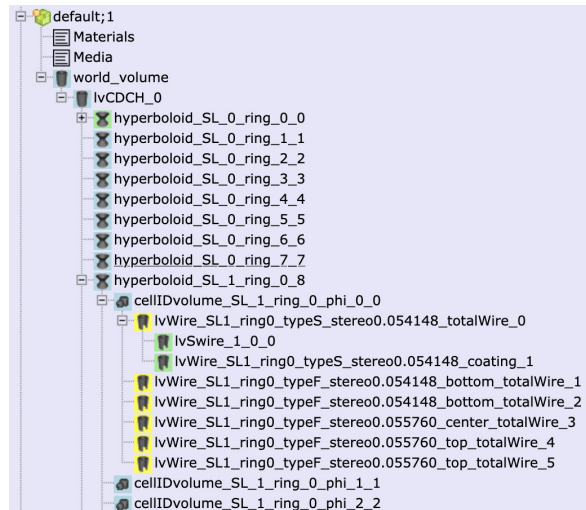 default;1
Materials
Media
world_volume
lvCDCH_0
hyperboloid_SL_0_ring_0_0
hyperboloid_SL_0_ring_1_1
hyperboloid_SL_0_ring_2_2
hyperboloid_SL_0_ring_3_3
hyperboloid_SL_0_ring_4_4
hyperboloid_SL_0_ring_5_5
hyperboloid_SL_0_ring_6_6
hyperboloid_SL_0_ring_7_7
hyperboloid_SL_1_ring_0_8
cellIDvolume_SL_1_ring_0_phi_0_0
lvWire_SL1_ring0_typeS_stereo0.054148_totalWire_0
lvSwire_1_0_0
lvWire_SL1_ring0_typeS_stereo0.054148_coating_1
lvWire_SL1_ring0_typeF_stereo0.054148_bottom_totalWire_1
lvWire_SL1_ring0_typeF_stereo0.054148_bottom_totalWire_2
lvWire_SL1_ring0_typeF_stereo0.055760_center_totalWire_3
lvWire_SL1_ring0_typeF_stereo0.055760_top_totalWire_4
lvWire_SL1_ring0_typeF_stereo0.055760_top_totalWire_5
cellIDvolume_SL_1_ring_0_phi_1_1
cellIDvolume_SL_1_ring_0_phi_2_2